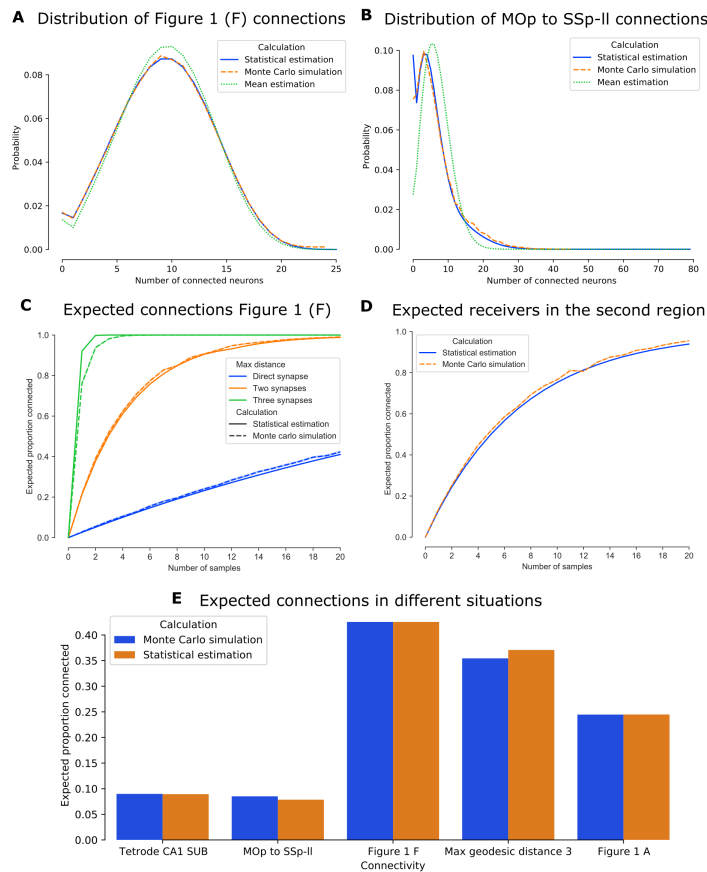 A Distribution of Figure 1 (F) connections
Calculation
Statistical estimation
Monte Carlo simulation
Mean estimation
Probability
0.08
0.06
0.04
0.02
0.00
0 5 10 15 20 25
Number of connected neurons
B Distribution of MOp to SSp-ll connections
Calculation
Statistical estimation
Monte Carlo simulation
Mean estimation
Probability
0.10
0.08
0.06
0.04
0.02
0.00
0 10 20 30 40 50 60 70 80
Number of connected neurons
C Expected connections Figure 1 (F)
Expected proportion connected
1.0
0.8
0.6
0.4
0.2
0.0
Max distance
Direct synapse
Two synapses
Three synapses
Calculation
Statistical estimation
Monte carlo simulation
0 2 4 6 8 10 12 14 16 18 20
Number of samples
D Expected receivers in the second region
Calculation
Statistical estimation
Monte Carlo simulation
Expected proportion connected
1.0
0.8
0.6
0.4
0.2
0.0
0 2 4 6 8 10 12 14 16 18 20
Number of samples
E Expected connections in different situations
Calculation
Monte Carlo simulation
Statistical estimation
Expected proportion connected
0.40
0.35
0.30
0.25
0.20
0.15
0.10
0.05
0.00
Tetrode CA1 SUB MOp to SSp-ll Figure 1 F Max geodesic distance 3 Figure 1 A
Connectivity